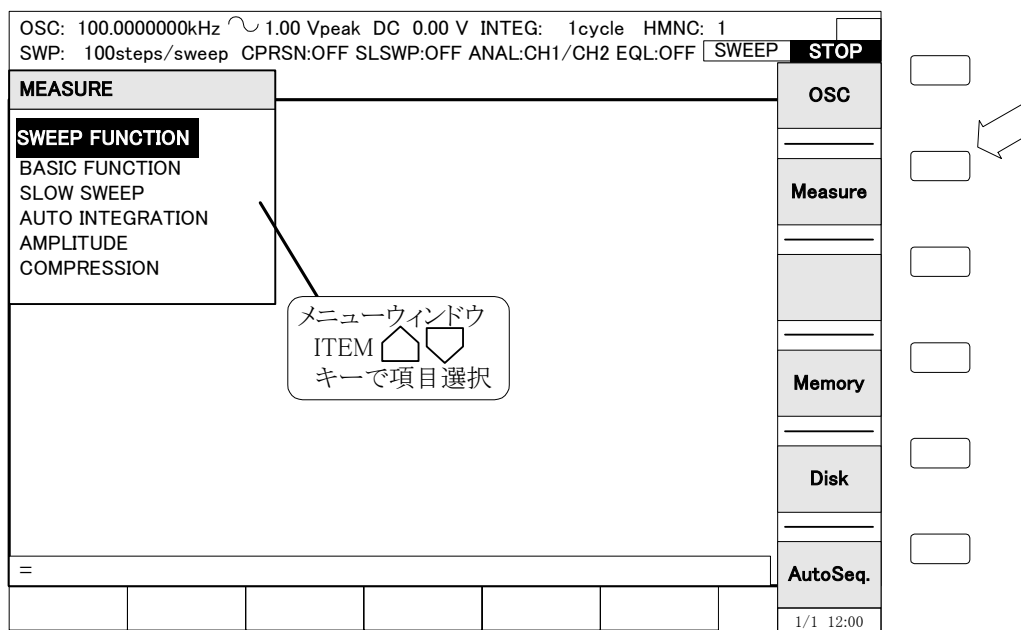 OSC: 100.0000000kHz 1.00 Vpeak DC 0.00 V INTEG: 1cycle HMNC: 1
SWP: 100steps/sweep CPRSN:OFF SLSWP:OFF ANAL:CH1/CH2 EQL:OFF SWEEP STOP
MEASURE
SWEEP FUNCTION
BASIC FUNCTION
SLOW SWEEP
AUTO INTEGRATION
AMPLITUDE
COMPRESSION
メニューウィンドウ
ITEM
キーで項目選択
OSC
Measure
Memory
Disk
AutoSeq.
=
1/1 12:00